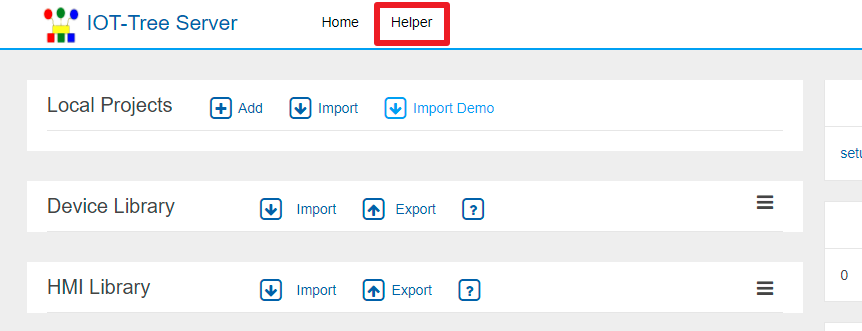 IOT-Tree Server Home Helper
Local Projects Add Import Import Demo
setu
Device Library Import Export ?
0
HMI Library Import Export ?